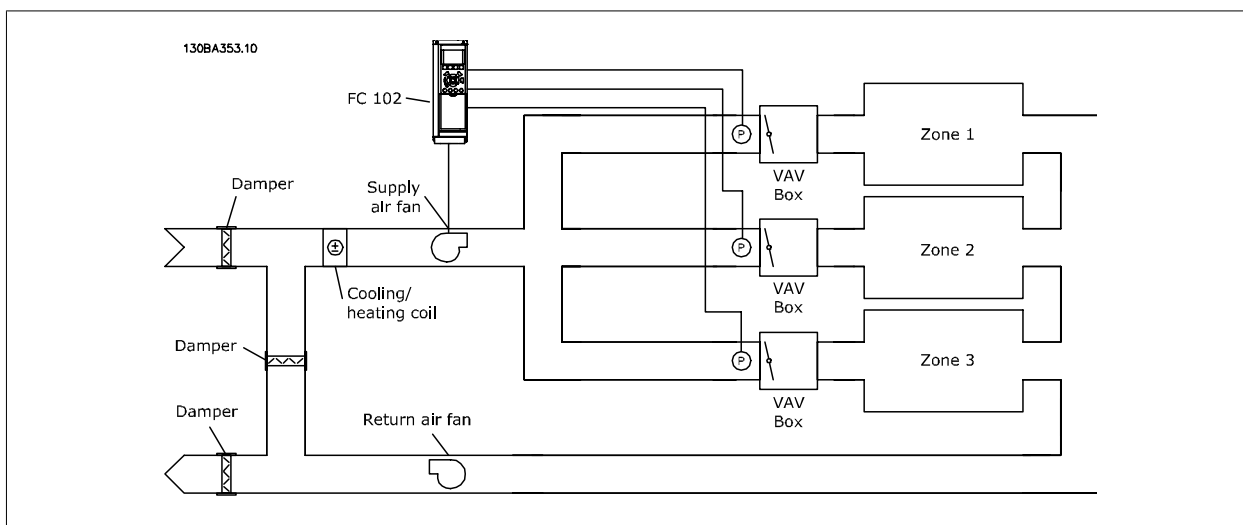 130BA353.10
FC 102
Damper
Supply
air fan
Cooling/
heating coil
Damper
Damper
Return air fan
P
VAV
Box
Zone 1
P
VAV
Box
Zone 2
P
VAV
Box
Zone 3
±